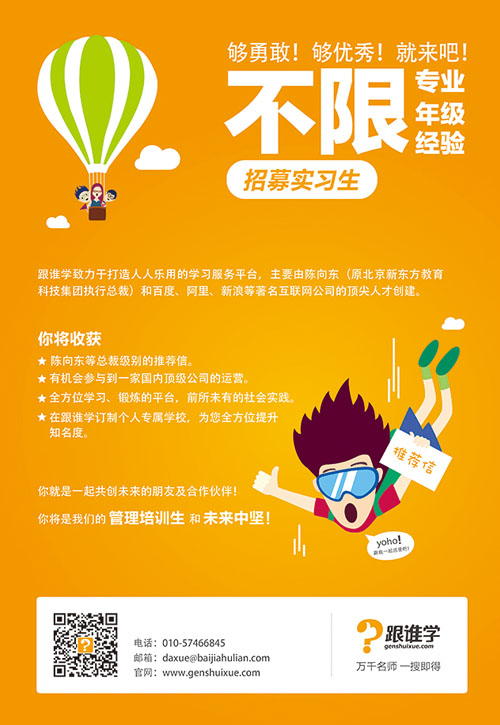 够勇敢！够优秀！就来吧！
不限
专业
年级
经验
招募实习生
跟谁学致力于打造人人乐用的学习服务平台，主要由陈向东（原北京新东方教育
科技集团执行总裁）和百度、阿里、新浪等著名互联网公司的顶尖人才创建。
你将收获
★ 陈向东等总裁级别的推荐信。
★ 有机会参与到一家国内顶级公司的运营。
★ 全方位学习、锻炼的平台，前所未有的社会实践。
★ 在跟谁学订制个人专属学校，为您全方位提升
知名度。
推荐信
你就是一起共创未来的朋友及合作伙伴！
你将是我们的 管理培训生 和 未来中坚！
yoho!
跟我一起浪里吧!
电话：010-57466845
邮箱：daxue@baijiahulian.com
官网：www.genshuixue.com
跟谁学
万千名师 一搜即得